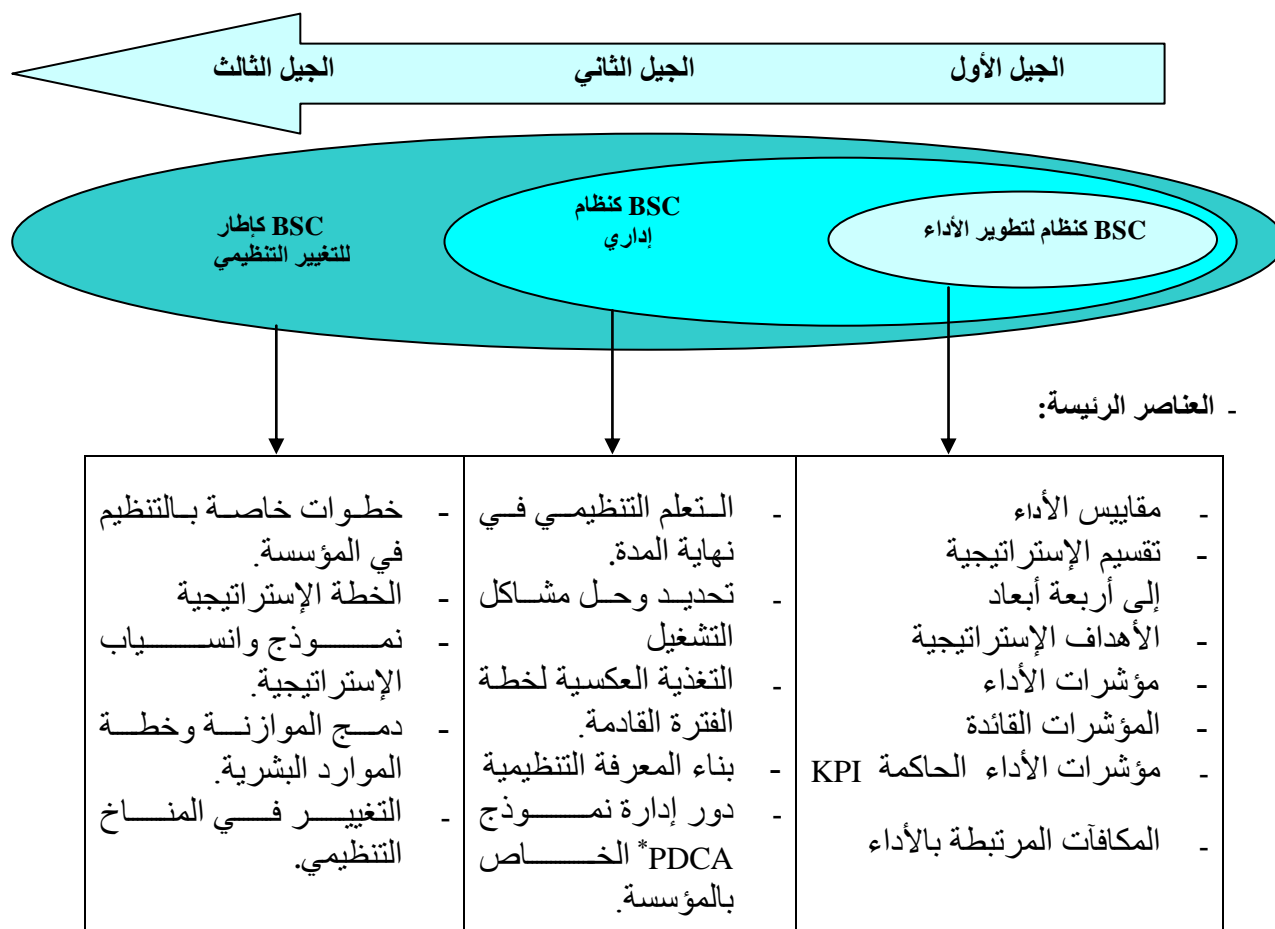 الجيل الأول
الجيل الثاني
الجيل الثالث
BSC كنظام لتطوير الأداء
BSC كنظام
إداري
BSC كإطار
للتغيير التنظيمي
- العناصر الرئيسة:
- مقاييس الأداء
- تقسيم الإستراتيجية
إلى أربعة أبعاد
- الأهداف الإستراتيجية
- مؤشرات الأداء
- المؤشرات القائدة
- مؤشرات الأداء الحاكمة KPI
- المكافآت المرتبطة بالأداء
- التعلم التنظيمي في
نهاية المدة.
- تحديد وحل مشاكل
التشغيل
- التغذية العكسية لخطة
الفترة القادمة.
- بناء المعرفة التنظيمية
- دور إدارة نموذج
PDCA* الخاص
بالمؤسسة.
- خطوات خاصة بالتنظيم
في المؤسسة.
- الخطة الإستراتيجية
- نموذج وانسياب
الإستراتيجية.
- دمج الموازنة وخطة
الموارد البشرية.
- التغيير في المناخ
التنظيمي.